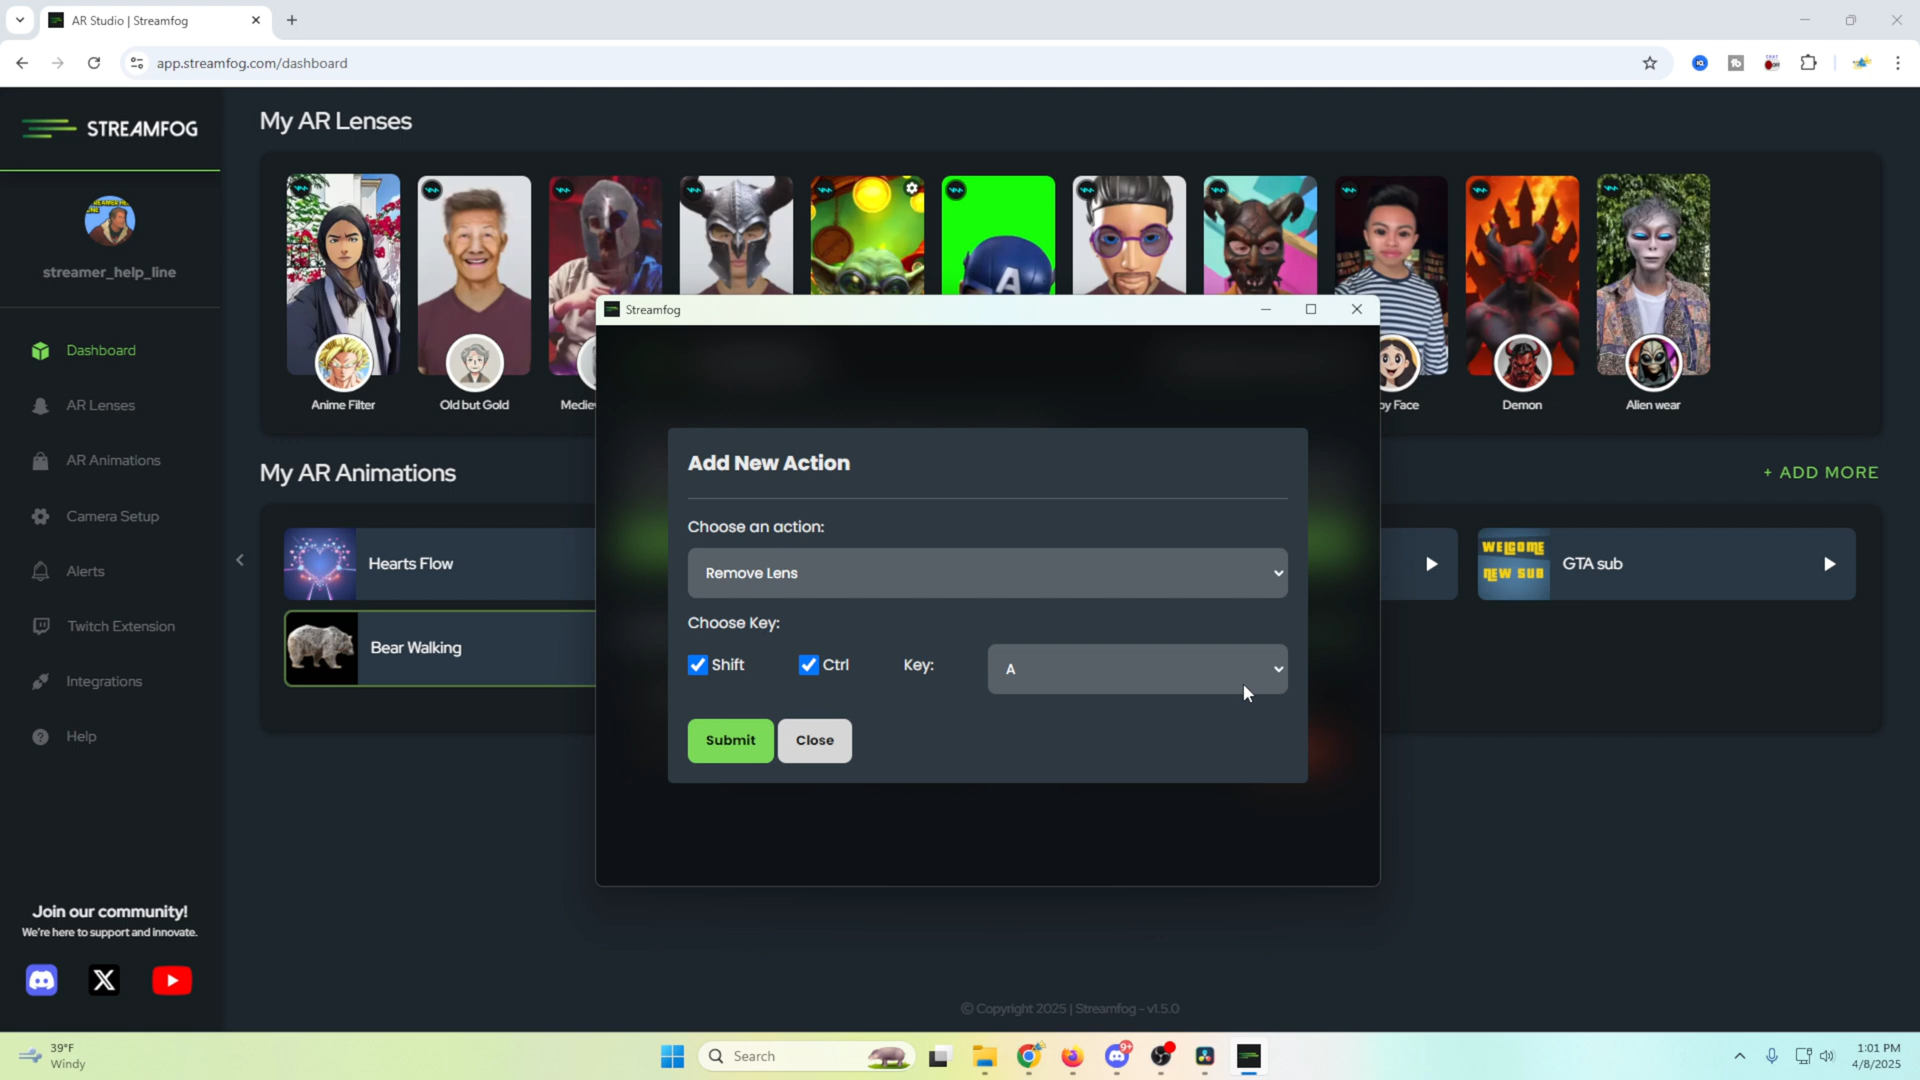 AR Studio | Streamfog
app.streamfog.com/dashboard
STREAMFOG
streamer_help_line
Dashboard
AR Lenses
AR Animations
Camera Setup
Alerts
Twitch Extension
Integrations
Help
Join our community!
We're here to support and innovate.
My AR Lenses
Anime Filter
Old but Gold
Demon
Alien wear
My AR Animations
+ ADD MORE
Hearts Flow
WELCOME
NEW SUB
GTA sub
Bear Walking
Streamfog
Add New Action
Choose an action:
Remove Lens
Choose Key:
Shift
Ctrl
Key:
A
Submit
Close
© Copyright 2025 | Streamfog - v1.5.0
39°F
Windy
Search
9+
1:01 PM
4/8/2025